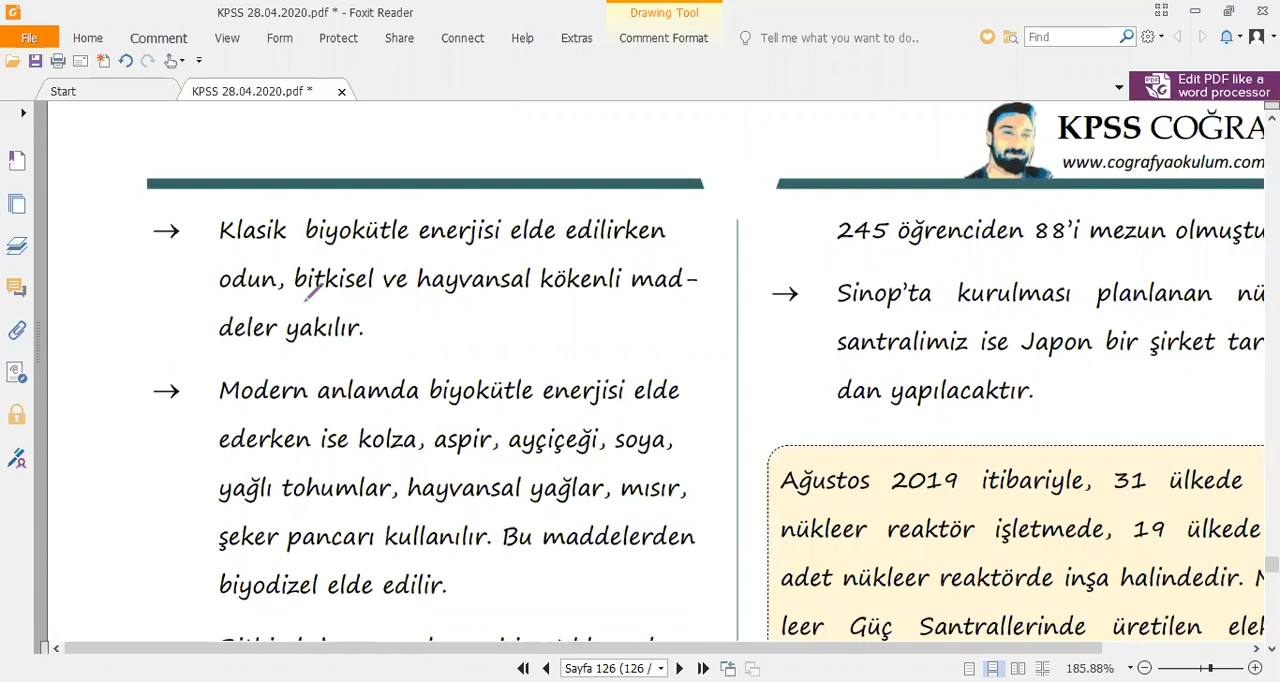 KPSS 28.04.2020.pdf * - Foxit Reader
Drawing Tool
File
Home
Comment
View
Form
Protect
Share
Connect
Help
Extras
Comment Format
Tell me what you want to do..
Find
Start
KPSS 28.04.2020.pdf *
Edit PDF like a
word processor
KPSS COĞRA
www.cografyaokulum.com
→ Klasik biyokütle enerjisi elde edilirken
odun, bitkisel ve hayvansal kökenli mad-
deler yakılır.
→ Modern anlamda biyokütle enerjisi elde
ederken ise kolza, aspir, ayçiçeği, soya,
yağlı tohumlar, hayvansal yağlar, mısır,
şeker pancarı kullanılır. Bu maddelerden
biyodizel elde edilir.
245 öğrenciden 88'i mezun olmuştu
→ Sinop'ta kurulması planlanan nü
santralimiz ise Japon bir şirket tar
dan yapılacaktır.
Ağustos 2019 itibariyle, 31 ülkede
nükleer reaktör işletmede, 19 ülkede
adet nükleer reaktörde inşa halindedir.
leer Güç Santrallerinde üretilen elek
Sayfa 126 (126 /
185.88%